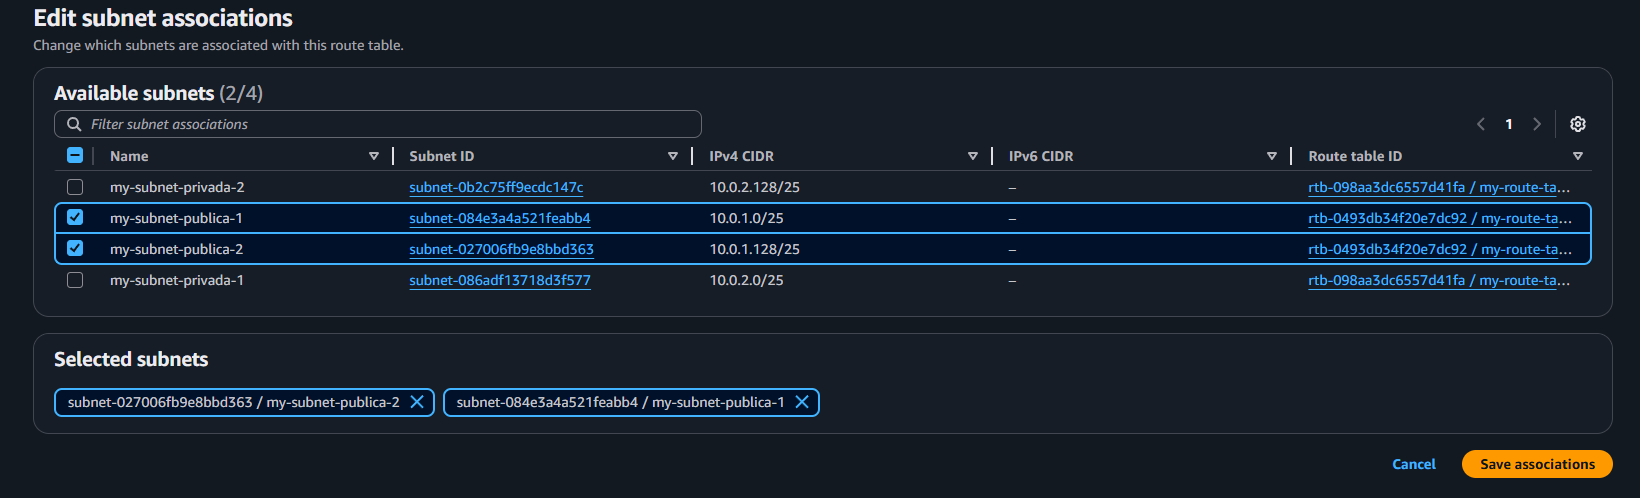 Edit subnet associations
Change which subnets are associated with this route table.
Available subnets (2/4)
Filter subnet associations
1
Name Subnet ID IPv4 CIDR IPv6 CIDR Route table ID
my-subnet-privada-2 subnet-0b2c75ff9ecdc147c 10.0.2.128/25 – rtb-098aa3dc6557d41fa / my-route-ta...
my-subnet-publica-1 subnet-084e3a4a521feabb4 10.0.1.0/25 – rtb-0493db34f20e7dc92 / my-route-ta...
my-subnet-publica-2 subnet-027006fb9e8bbd363 10.0.1.128/25 – rtb-0493db34f20e7dc92 / my-route-ta...
my-subnet-privada-1 subnet-086adf13718d3f577 10.0.2.0/25 – rtb-098aa3dc6557d41fa / my-route-ta...
Selected subnets
subnet-027006fb9e8bbd363 / my-subnet-publica-2 subnet-084e3a4a521feabb4 / my-subnet-publica-1
Cancel Save associations